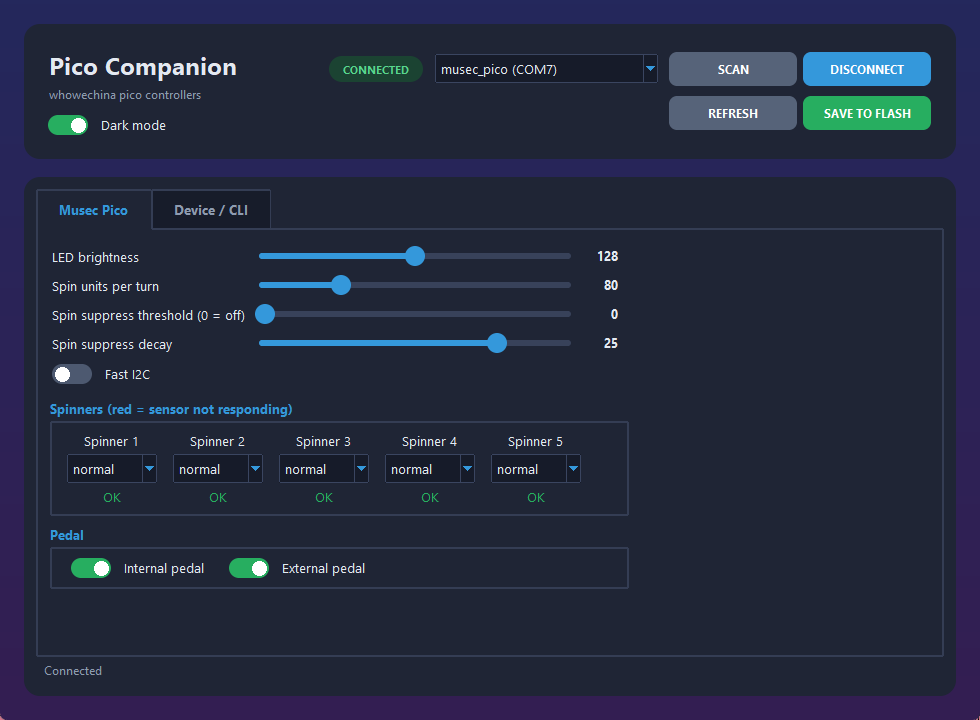 Pico Companion
whowechina pico controllers
Dark mode
CONNECTED
musec_pico (COM7)
SCAN
DISCONNECT
REFRESH
SAVE TO FLASH
Musec Pico
Device / CLI
LED brightness 128
Spin units per turn 80
Spin suppress threshold (0 = off) 0
Spin suppress decay 25
Fast I2C
Spinners (red = sensor not responding)
Spinner 1 Spinner 2 Spinner 3 Spinner 4 Spinner 5
normal normal normal normal normal
OK OK OK OK OK
Pedal
Internal pedal External pedal
Connected